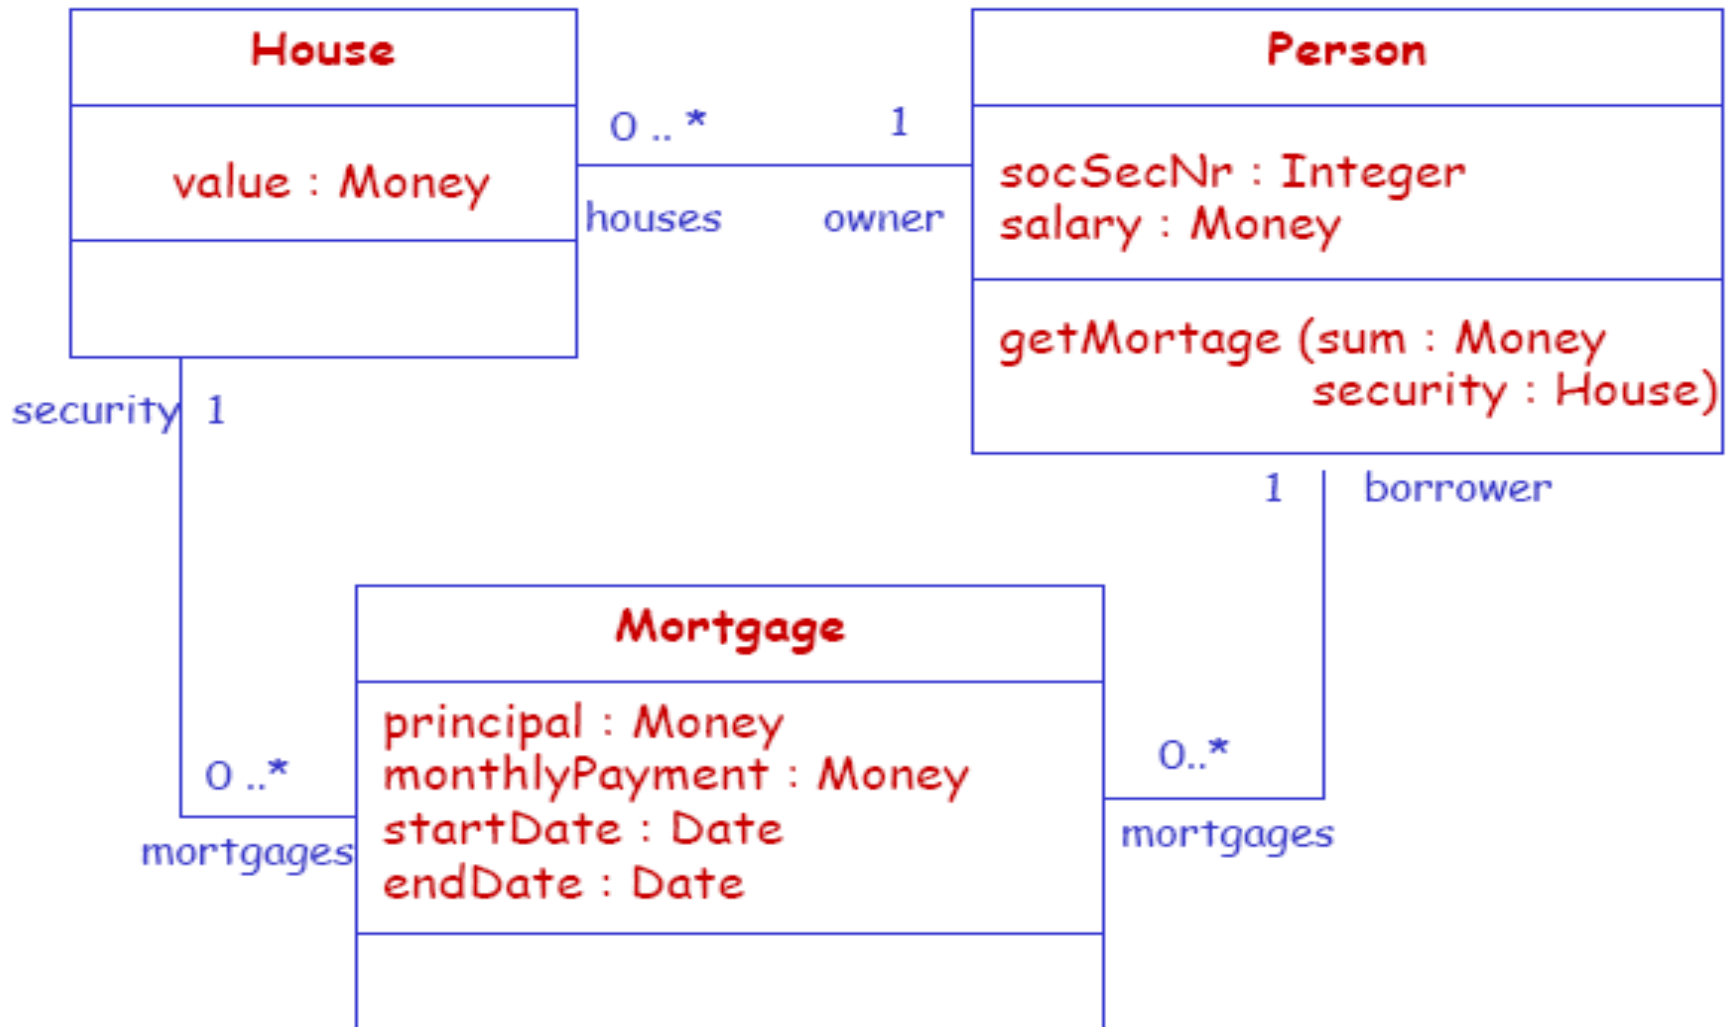 House
value : Money
0 .. *
1
houses
owner
Person
socSecNr : Integer
salary : Money
getMortage (sum : Money
security : House)
security
1
1
borrower
Mortgage
principal : Money
monthlyPayment : Money
startDate : Date
endDate : Date
0 ..*
mortgages
0..*
mortgages